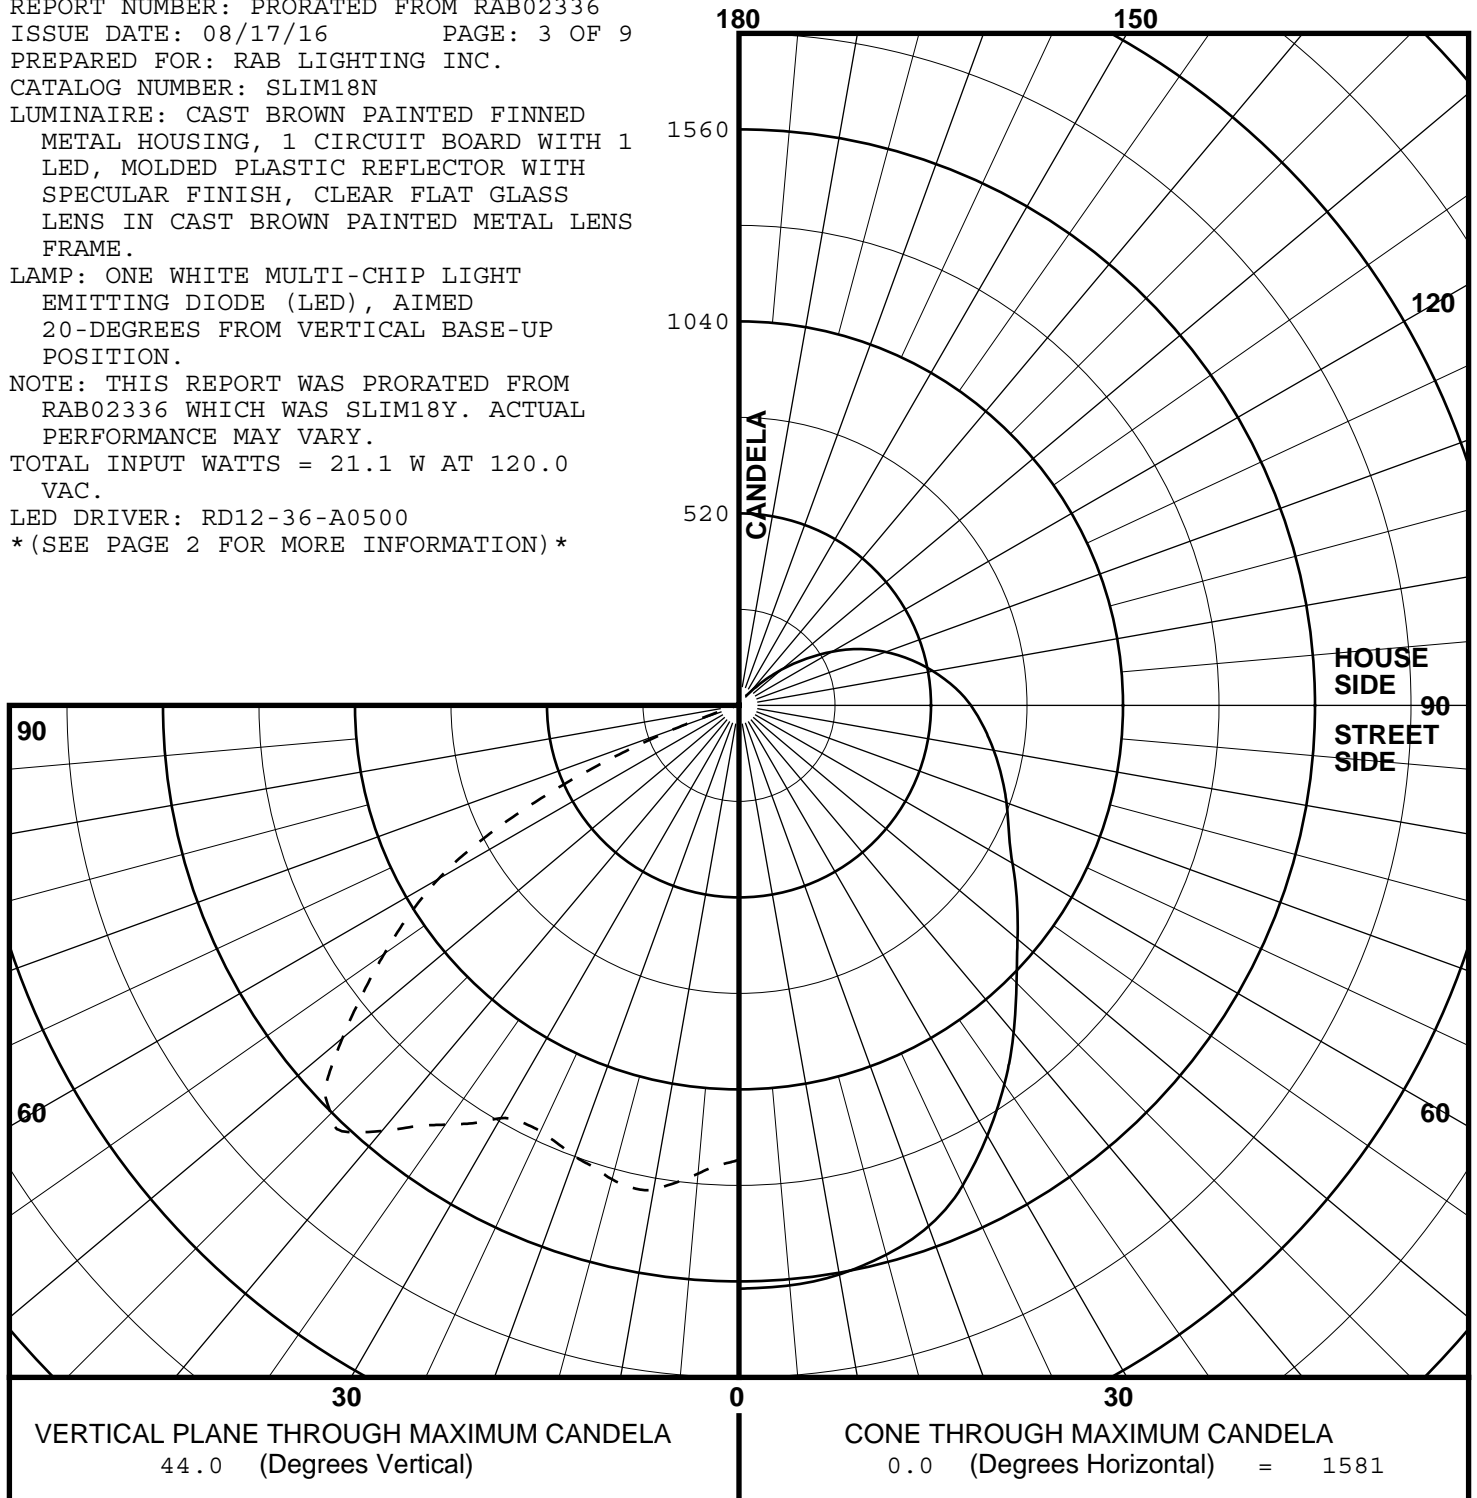 REPORT NUMBER: PRORATED FROM RAB02336
ISSUE DATE: 08/17/16 PAGE: 3 OF 9
PREPARED FOR: RAB LIGHTING INC.
CATALOG NUMBER: SLIM18N
LUMINAIRE: CAST BROWN PAINTED FINNED
METAL HOUSING, 1 CIRCUIT BOARD WITH 1
LED, MOLDED PLASTIC REFLECTOR WITH
SPECULAR FINISH, CLEAR FLAT GLASS
LENS IN CAST BROWN PAINTED METAL LENS
FRAME.
LAMP: ONE WHITE MULTI-CHIP LIGHT
EMITTING DIODE (LED), AIMED
20-DEGREES FROM VERTICAL BASE-UP
POSITION.
NOTE: THIS REPORT WAS PRORATED FROM
RAB02336 WHICH WAS SLIM18Y. ACTUAL
PERFORMANCE MAY VARY.
TOTAL INPUT WATTS = 21.1 W AT 120.0
VAC.
LED DRIVER: RD12-36-A0500
*(SEE PAGE 2 FOR MORE INFORMATION)*
180
150
1560
120
1040
CANDELA
520
HOUSE
SIDE
90
90
STREET
SIDE
60
60
30
0
30
VERTICAL PLANE THROUGH MAXIMUM CANDELA
44.0 (Degrees Vertical)
CONE THROUGH MAXIMUM CANDELA
0.0 (Degrees Horizontal) = 1581